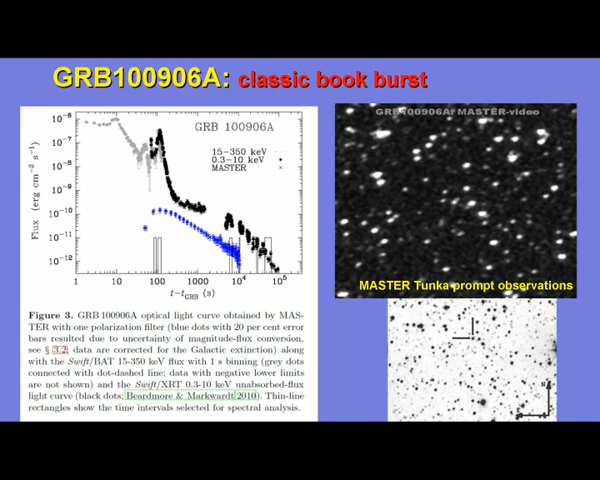 GRB100906A: classic book burst
GRB 100906A
15−350 keV
0.3−10 keV
MASTER
Flux (erg cm⁻² s⁻¹)
10⁻⁶
10⁻⁷
10⁻⁸
10⁻⁹
10⁻¹⁰
10⁻¹¹
10⁻¹²
1 10 100 1000 10⁴ 10⁵
t−tGRB (s)
GRB100906A: MASTER-video
MASTER Tunka prompt observations
Figure 3. GRB 100906A optical light curve obtained by MAS-
TER with one polarization filter (blue dots with 20 per cent error
bars resulted due to uncertainty of magnitude-flux conversion,
see § 3.2; data are corrected for the Galactic extinction) along
with the Swift/BAT 15-350 keV flux with 1 s binning (grey dots
connected with dot-dashed line; data with negative lower limits
are not shown) and the Swift/XRT 0.3-10 keV unabsorbed-flux
light curve (black dots; Beardmore & Markwardt 2010). Thin-line
rectangles show the time intervals selected for spectral analysis.